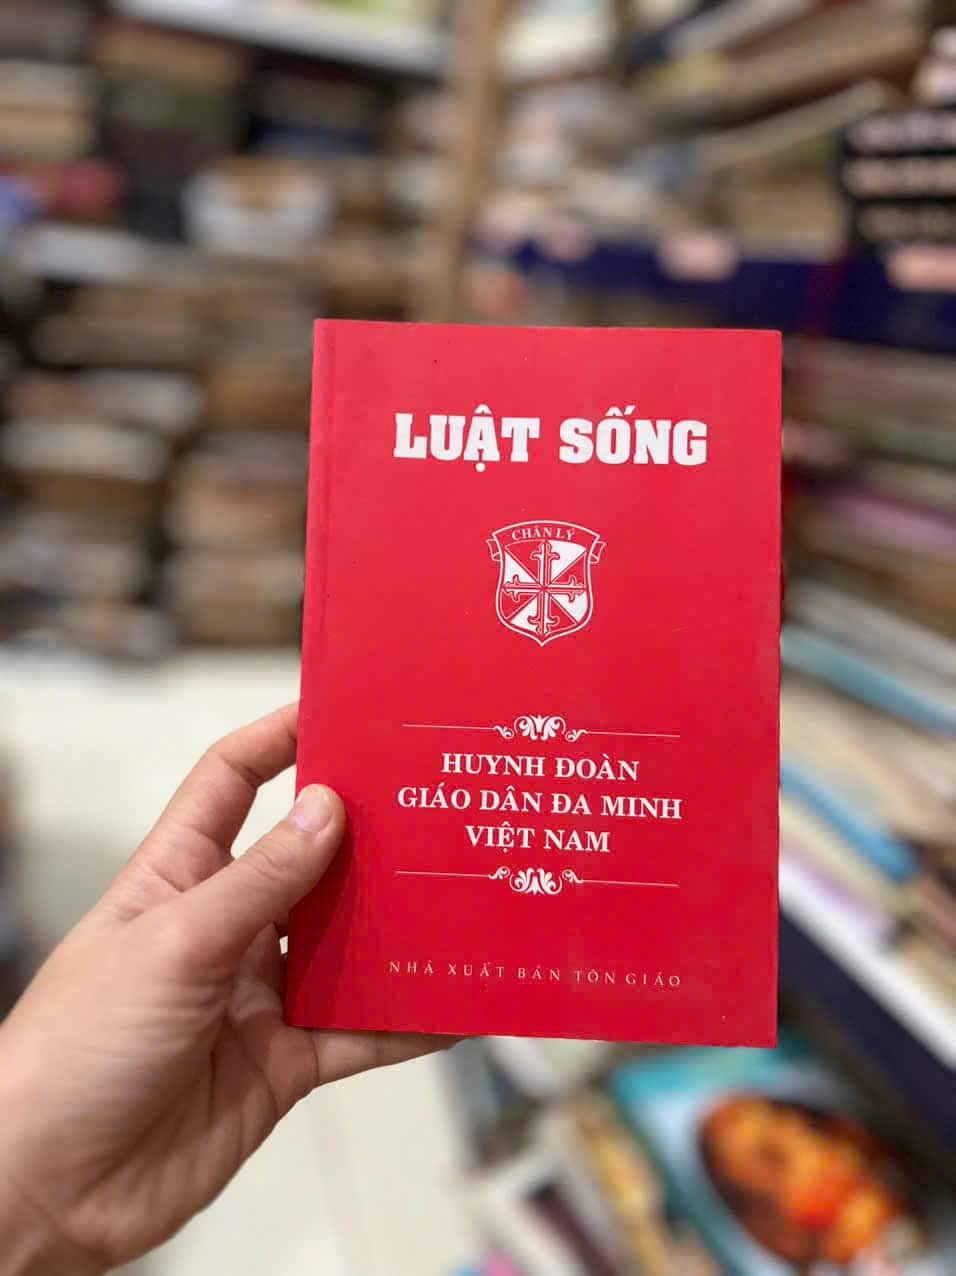 LUẬT SỐNG
CHÂN LÝ
HUYNH ĐOÀN
GIÁO DÂN ĐA MINH
VIỆT NAM
NHÀ XUẤT BẢN TÔN GIÁO